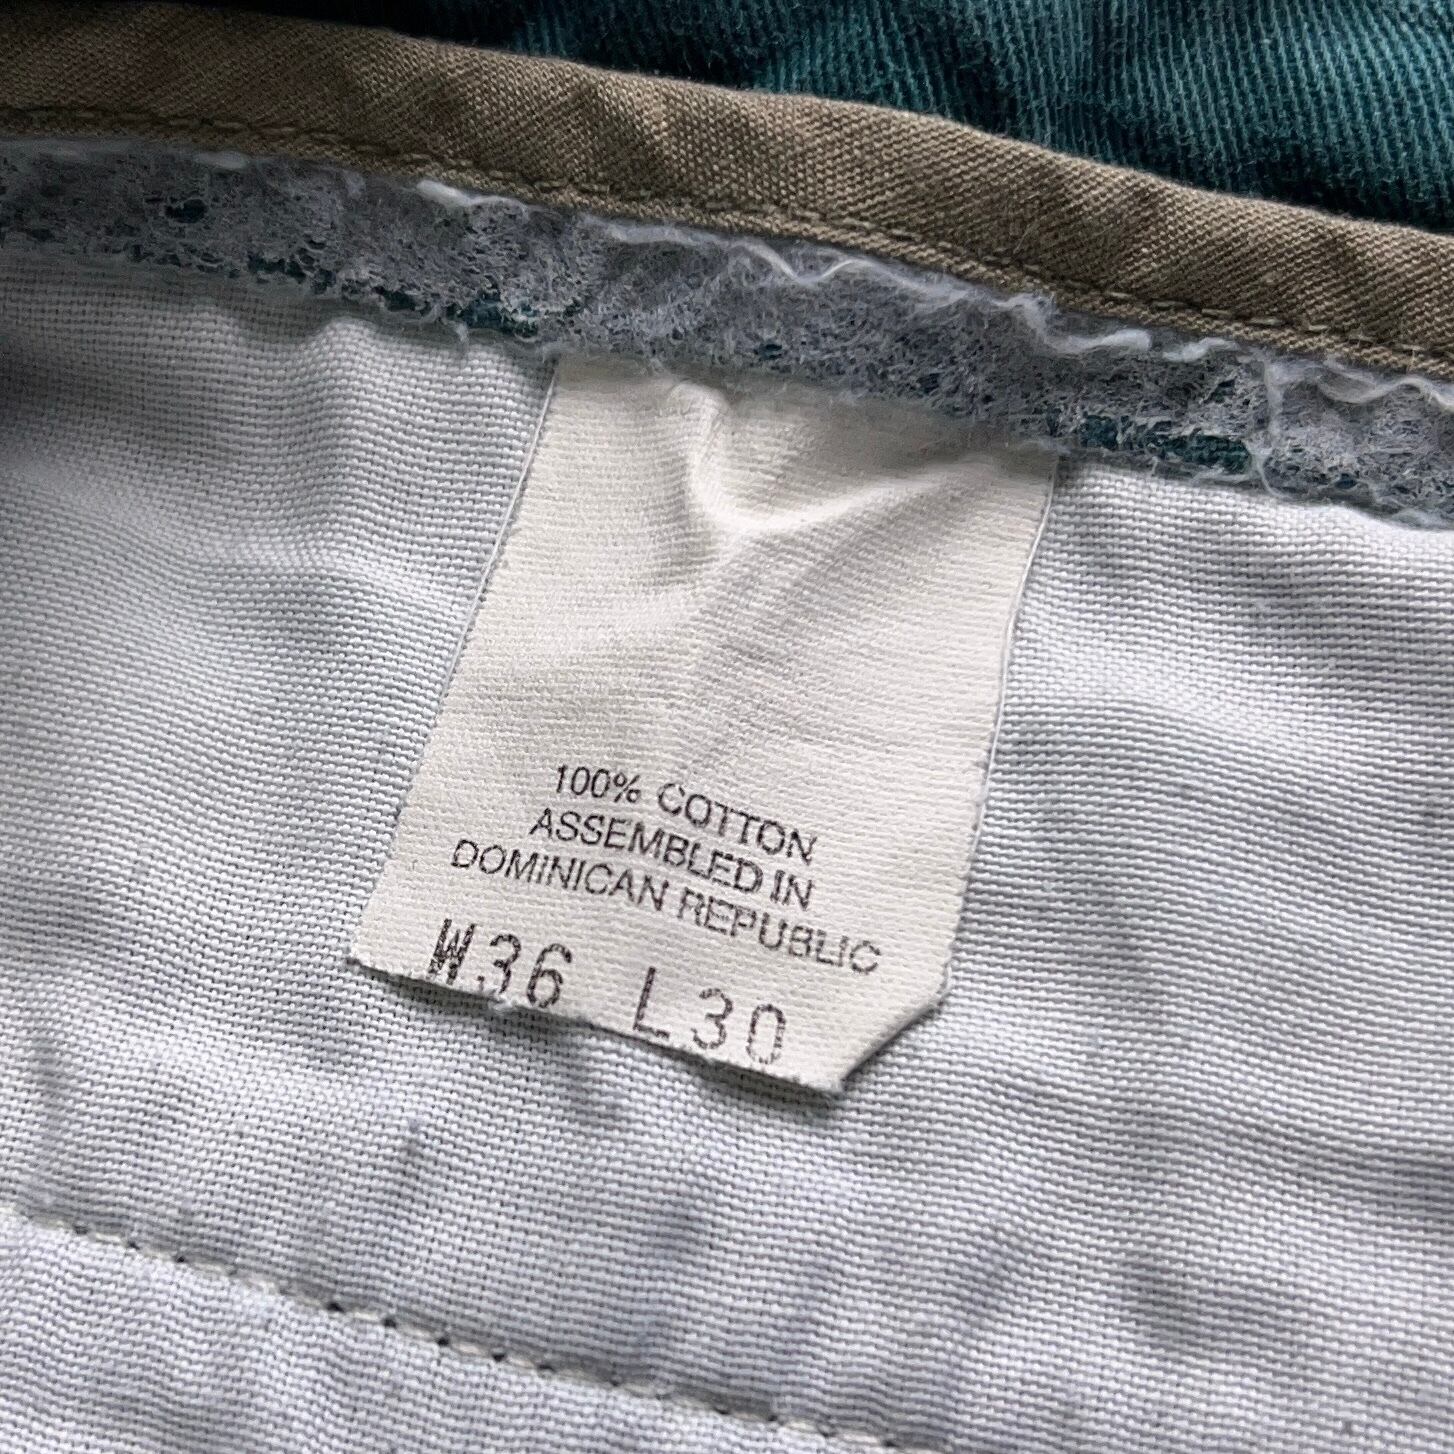 100% COTTON
ASSEMBLED IN
DOMINICAN REPUBLIC
W36 L30